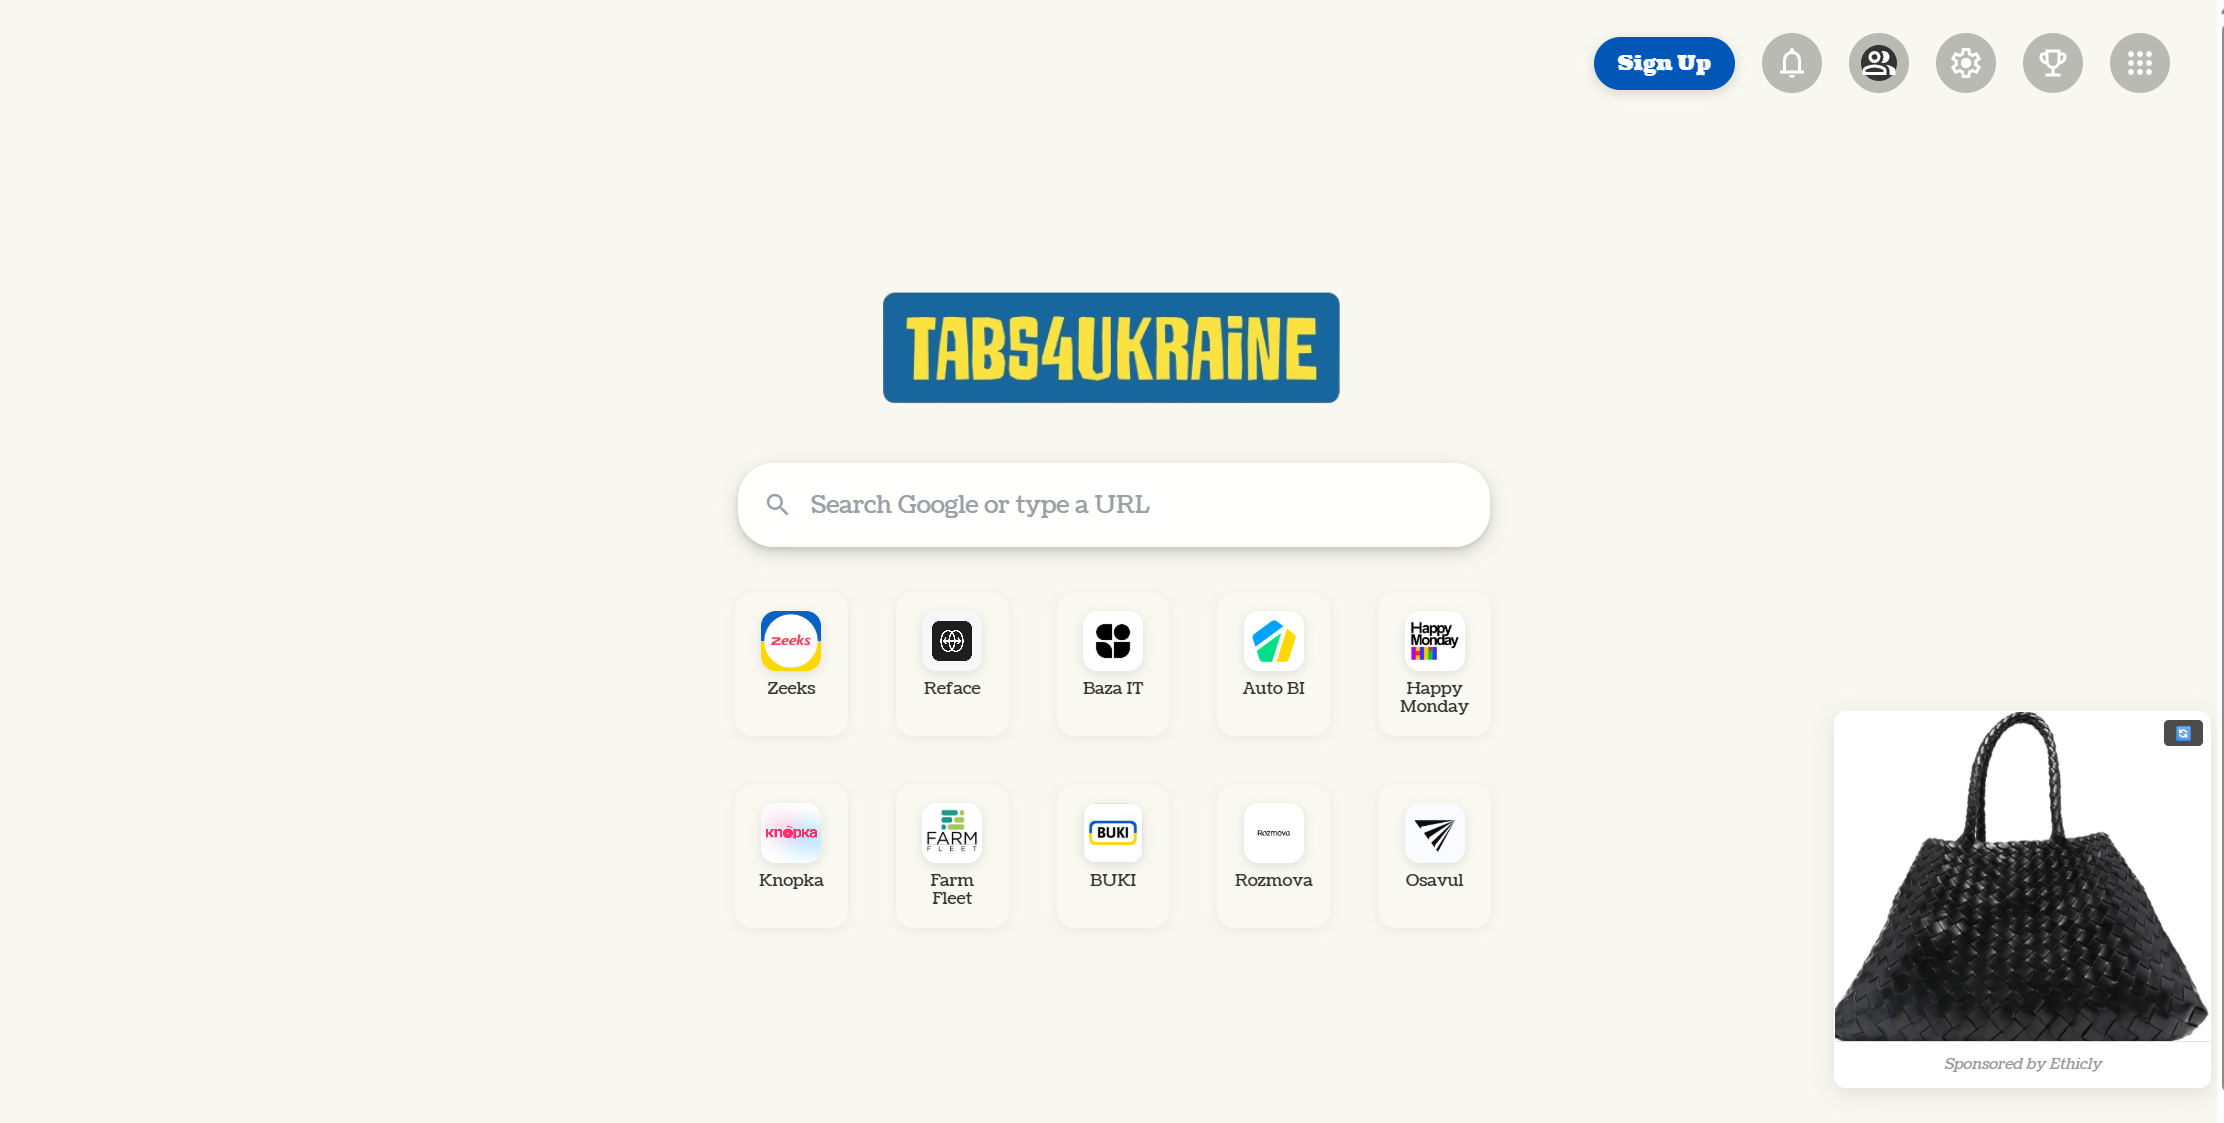 Sign Up
TABS4UKRAiNE
Search Google or type a URL
zeeks
Happy
Monday
Zeeks
Reface
Baza IT
Auto BI
Happy
Monday
knopka
FARM
FLEET
BUKI
Rozmova
Knopka
Farm
Fleet
BUKI
Rozmova
Osavul
Sponsored by Ethicly